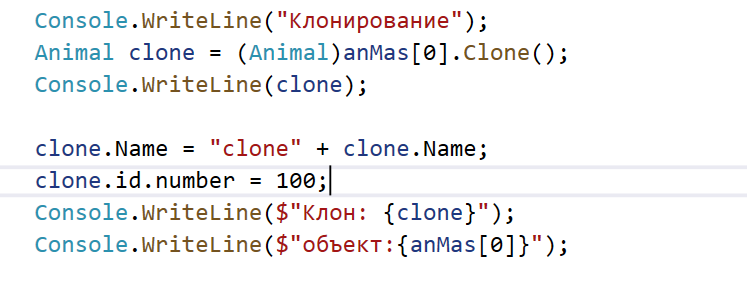 Console.WriteLine("Клонирование");
Animal clone = (Animal)anMas[0].Clone();
Console.WriteLine(clone);
clone.Name = "clone" + clone.Name;
clone.id.number = 100;
Console.WriteLine($"Клон: {clone}");
Console.WriteLine($"объект:{anMas[0]}");